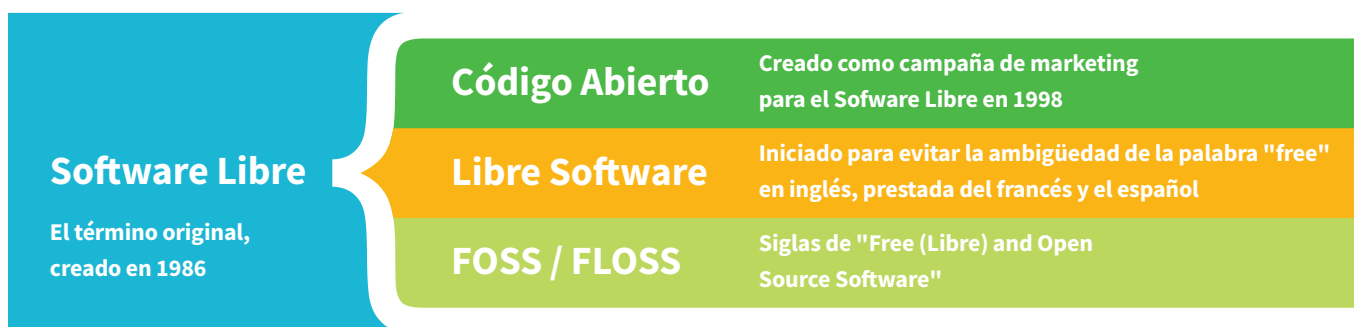 Software Libre
El término original,
creado en 1986
Código Abierto
Creado como campaña de marketing
para el Sofware Libre en 1998
Libre Software
Iniciado para evitar la ambigüedad de la palabra "free"
en inglés, prestada del francés y el español
FOSS / FLOSS
Siglas de "Free (Libre) and Open
Source Software"